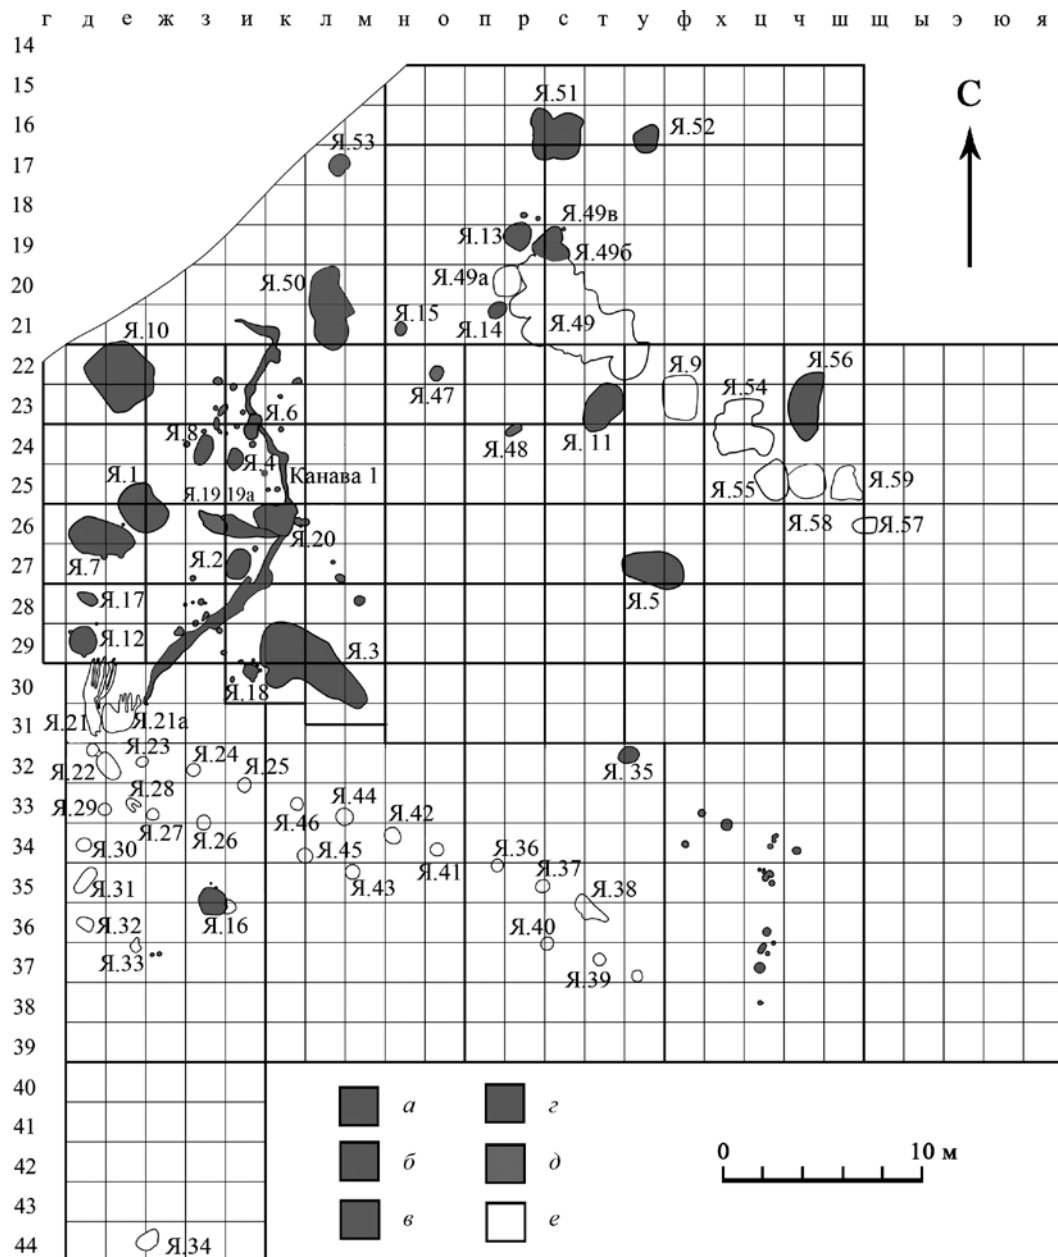 г д е ж з и к л м н о п р с т у ф х ц ч ш щ ы э ю я
14
15
Я.51
С
16
Я.52
Я.53
17
18
Я.49в
Я.13
19
Я.49б
Я.49а
20
Я.50
Я.15
Я.14
Я.49
21
Я.10
22
Я.9
Я.56
Я.47
Я.54
23
Я.6
Я.8
Я.48
Я. 11
24
Я.4
Я.1
Канава 1
25
Я.55
Я.59
Я.19 19а
Я.58
Я.57
26
Я.20
Я.7
Я.2
27
Я.5
Я.17
28
Я.12
29
Я.3
30
Я.18
Я.21
Я.21а
31
Я.23
Я.24
Я.22
Я.25
Я. 35
32
Я.28
Я.44
Я.29
Я.42
33
Я.27
Я.46
Я.26
Я.30
Я.45
Я.36
34
Я.41
Я.37
Я.31
Я.43
Я.38
35
Я.32
Я.16
Я.40
36
Я.33
Я.39
37
38
39
40
а
г
41
0 10 м
б
д
42
43
в
е
44
Я.34